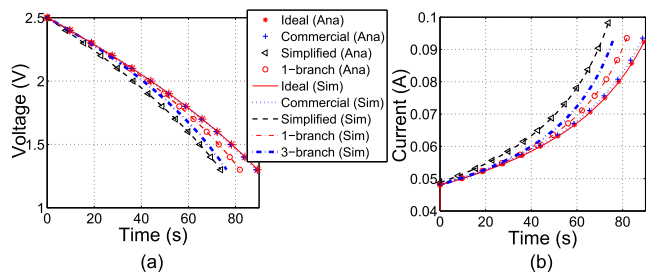 2.5
2
1.5
1
Voltage (V)
0 20 40 60 80
Time (s)
(a)
Ideal (Ana)
Commercial (Ana)
Simplified (Ana)
1-branch (Ana)
Ideal (Sim)
Commercial (Sim)
Simplified (Sim)
1-branch (Sim)
3-branch (Sim)
0.1
0.09
0.08
0.07
0.06
0.05
0.04
Current (A)
0 20 40 60 80
Time (s)
(b)